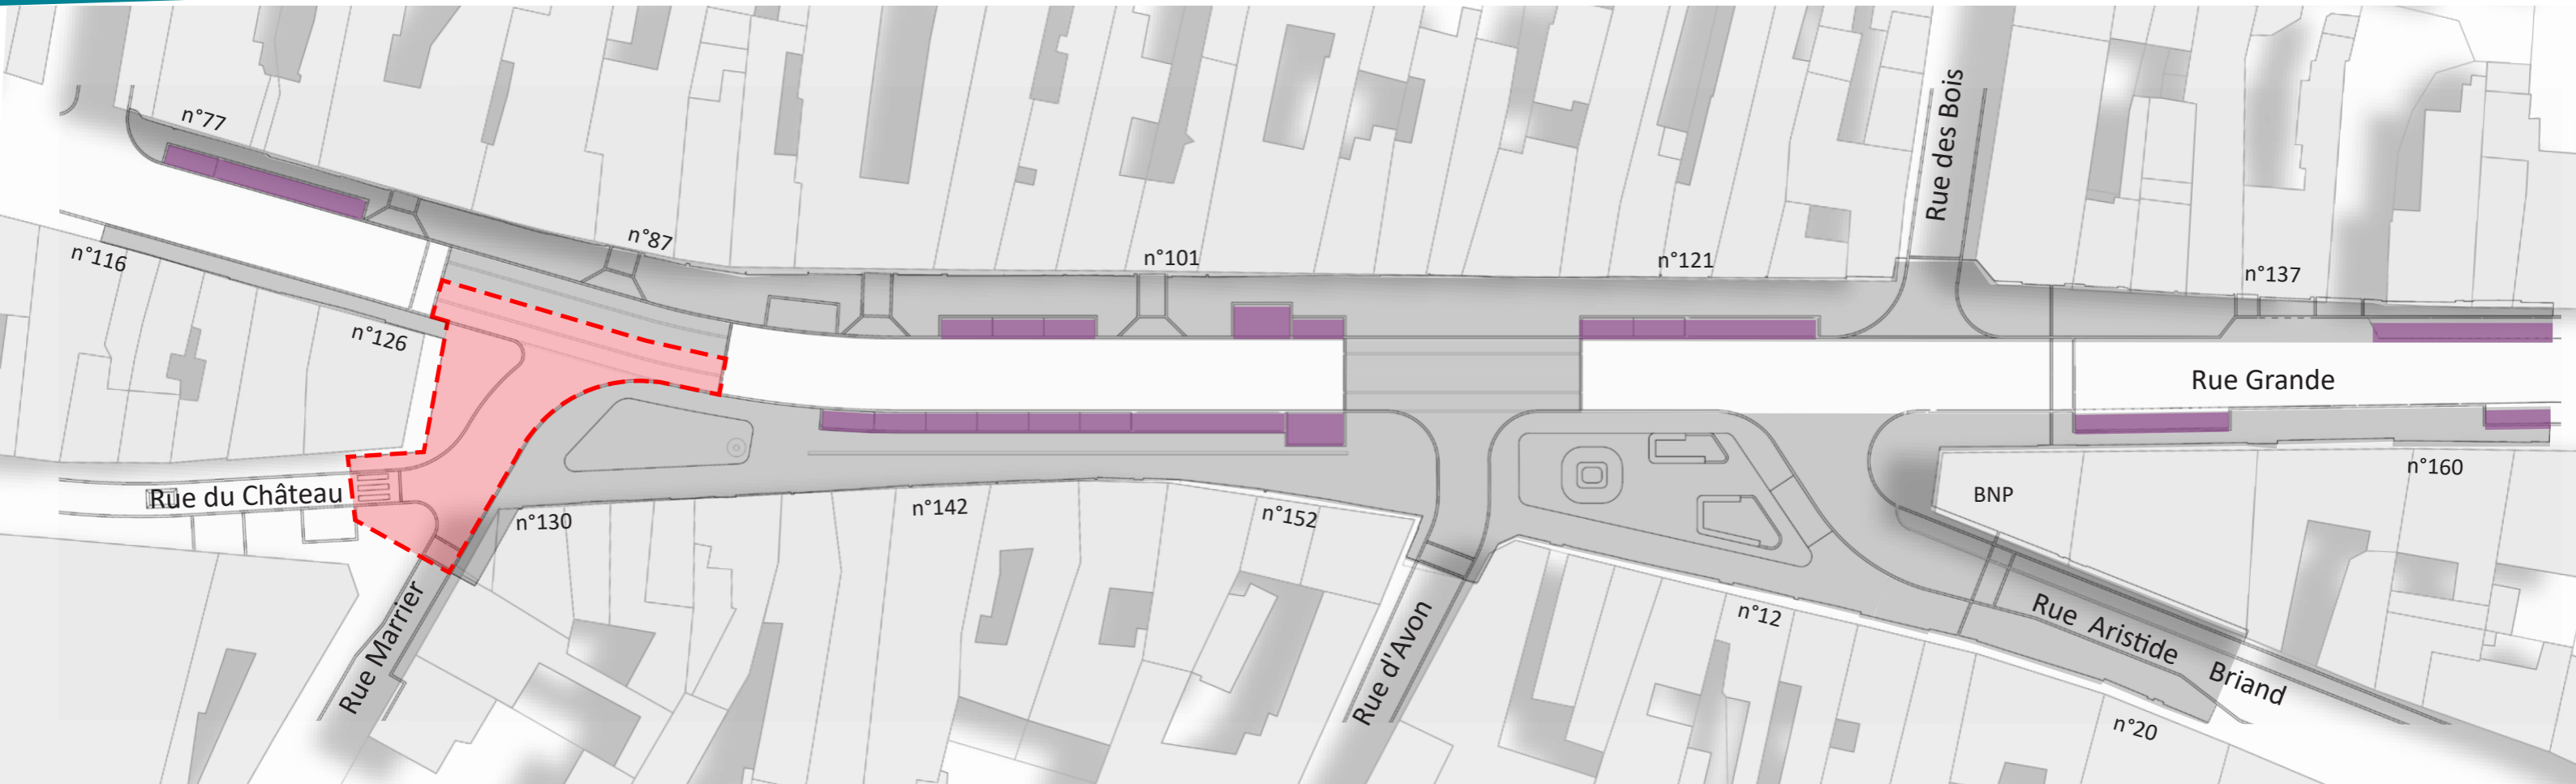 n°77
n°87
n°101
n°121
Rue des Bois
n°137
n°116
n°126
Rue Grande
Rue du Château
n°130
n°142
n°152
BNP
n°160
Rue Marrier
Rue d'Avon
n°12
Rue Aristide Briand
n°20